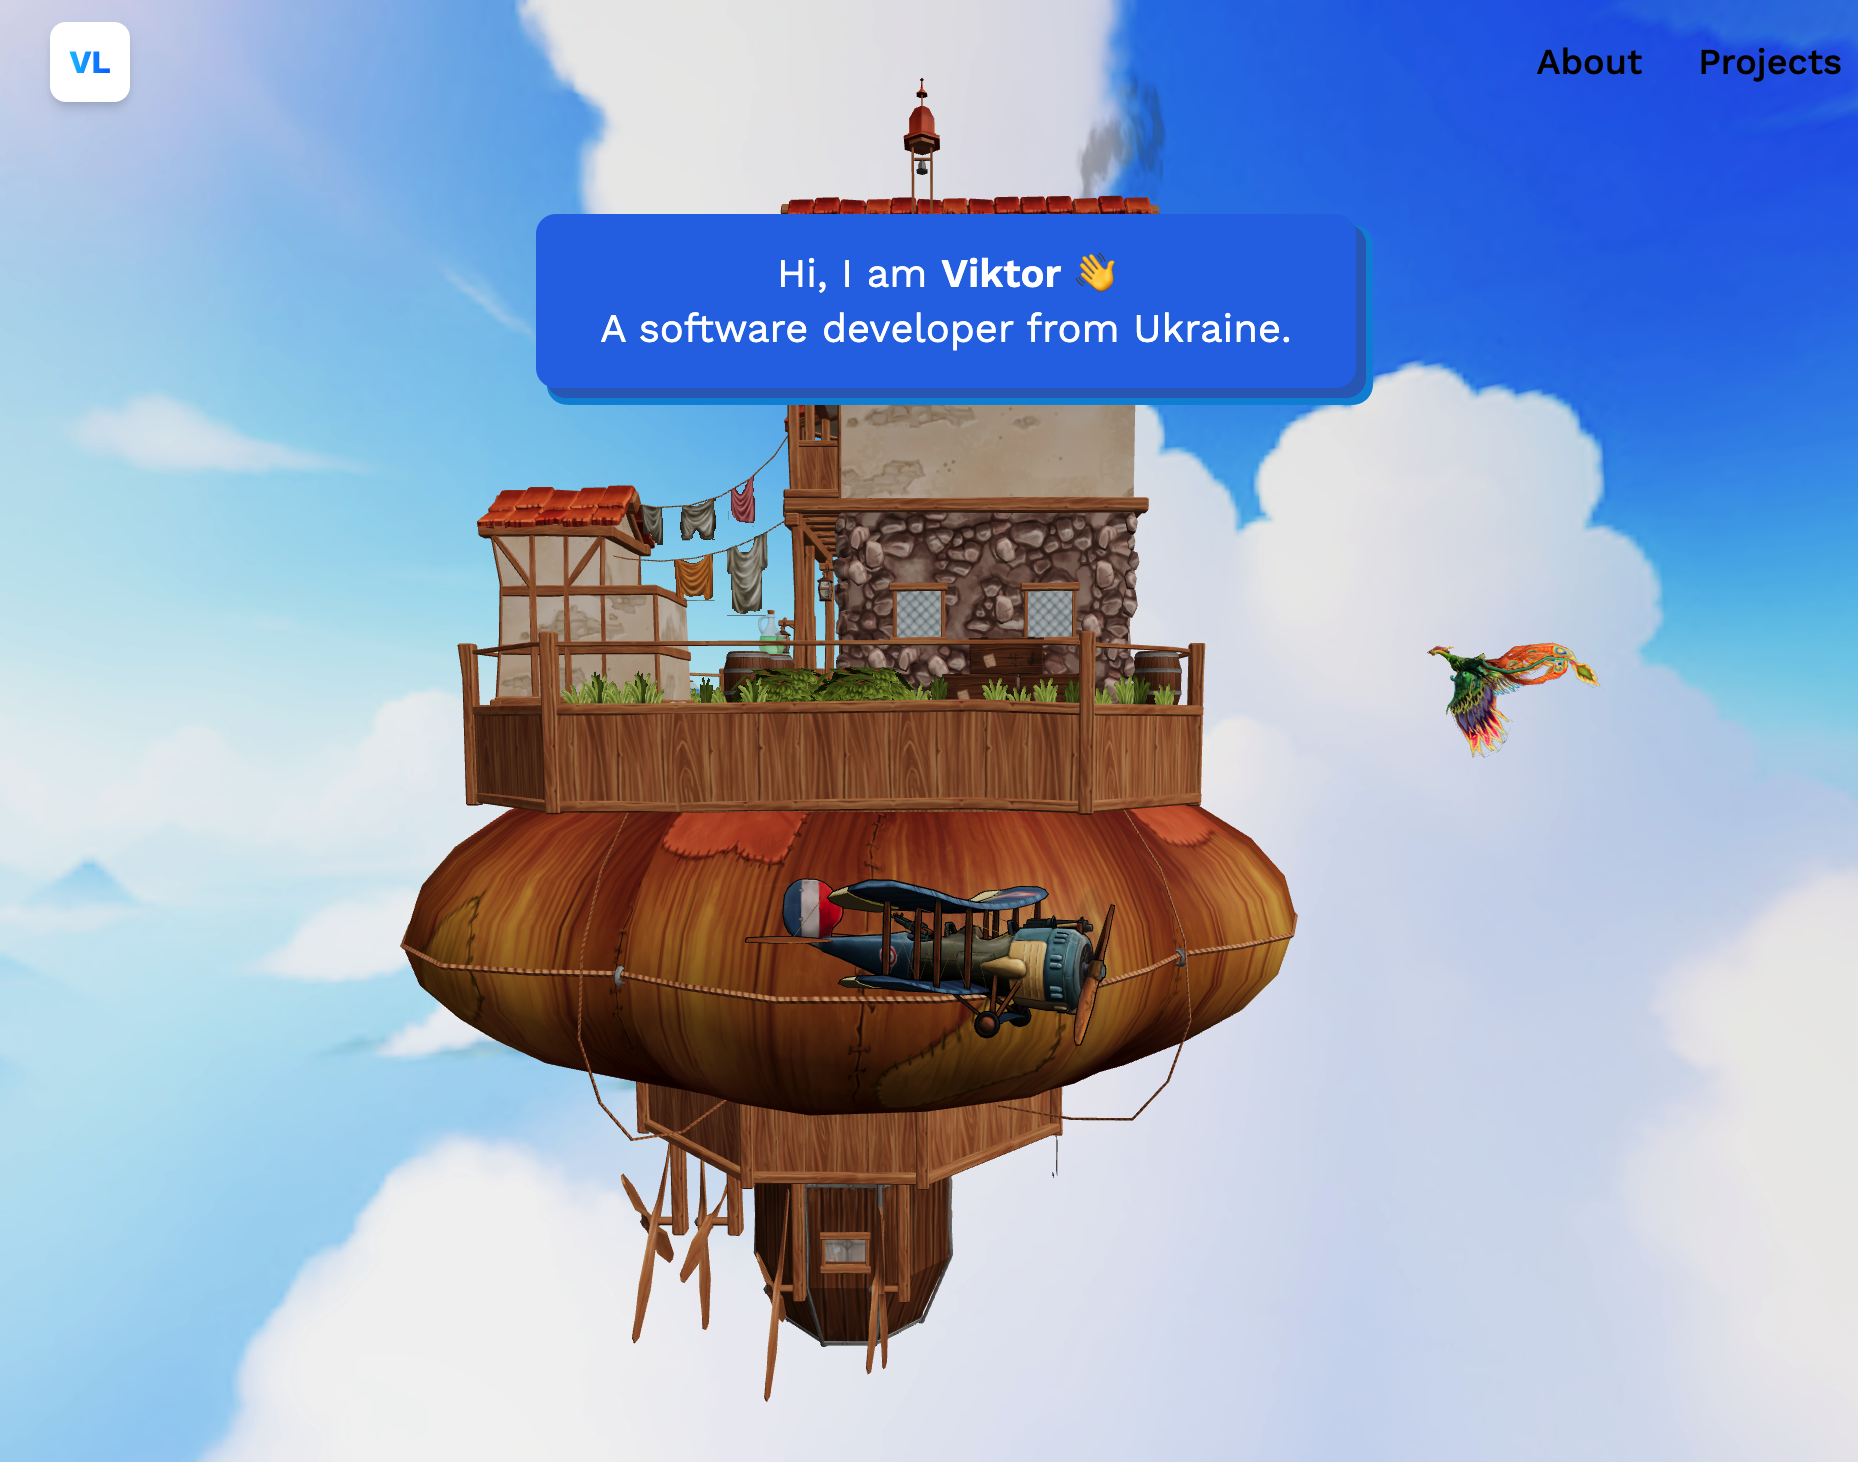 VL
About
Projects
Hi, I am Viktor 👋
A software developer from Ukraine.